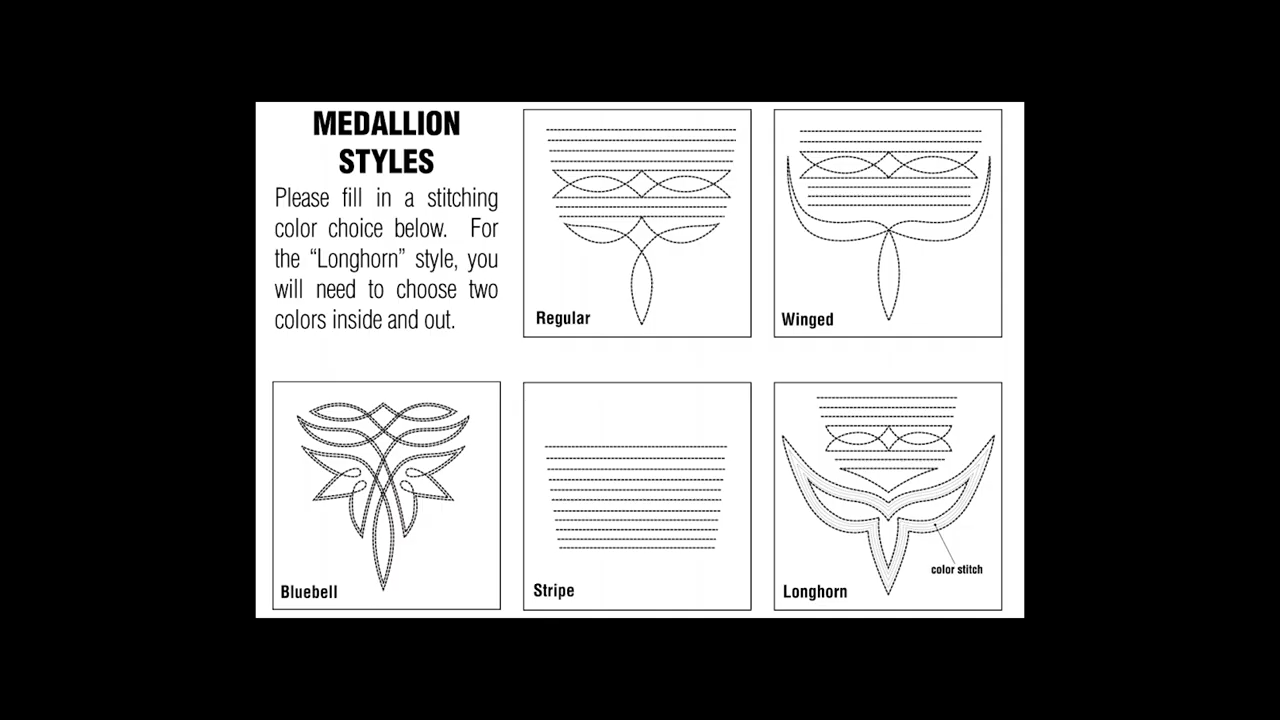 MEDALLION
STYLES
Please fill in a stitching
color choice below. For
the “Longhorn” style, you
will need to choose two
colors inside and out.
Regular
Winged
Bluebell
Stripe
color stitch
Longhorn